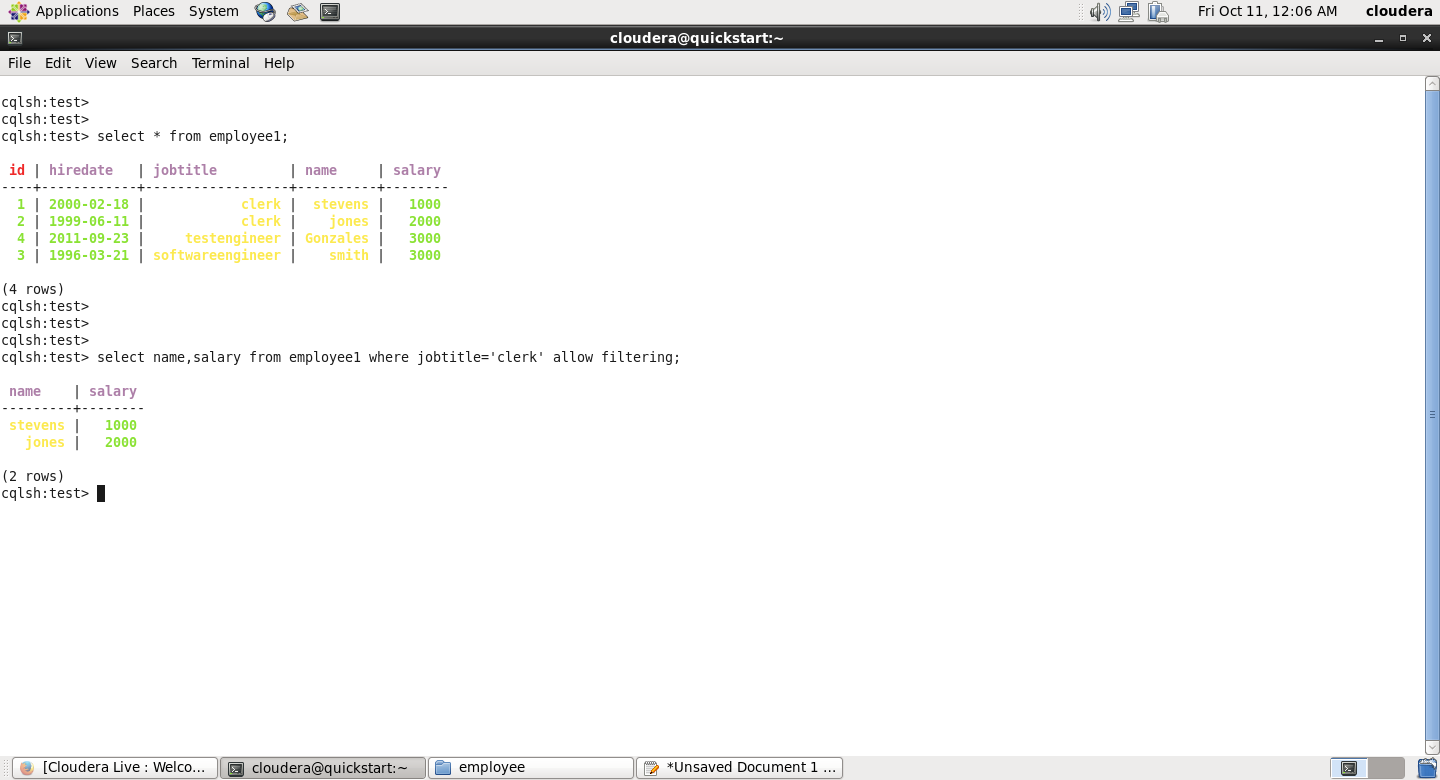 Applications Places System Fri Oct 11, 12:06 AM cloudera
cloudera@quickstart:~
File Edit View Search Terminal Help
cqlsh:test>
cqlsh:test>
cqlsh:test> select * from employee1;
id | hiredate | jobtitle | name | salary
----+------------+------------------+----------+--------
1 | 2000-02-18 | clerk | stevens | 1000
2 | 1999-06-11 | clerk | jones | 2000
4 | 2011-09-23 | testengineer | Gonzales | 3000
3 | 1996-03-21 | softwareengineer | smith | 3000
(4 rows)
cqlsh:test>
cqlsh:test>
cqlsh:test>
cqlsh:test> select name,salary from employee1 where jobtitle='clerk' allow filtering;
name | salary
---------+--------
stevens | 1000
jones | 2000
(2 rows)
cqlsh:test>
[Cloudera Live : Welco... cloudera@quickstart:~ employee *Unsaved Document 1 ...